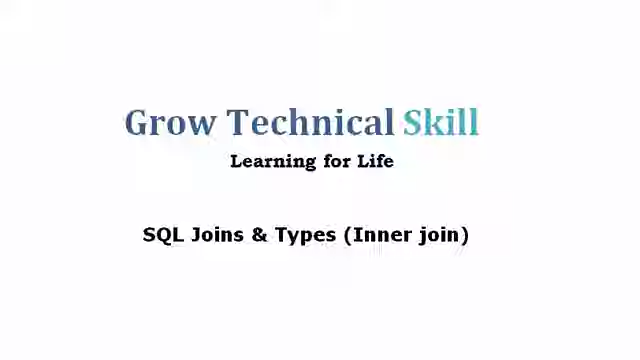 Grow Technical Skill
Learning for Life
SQL Joins & Types (Inner join)